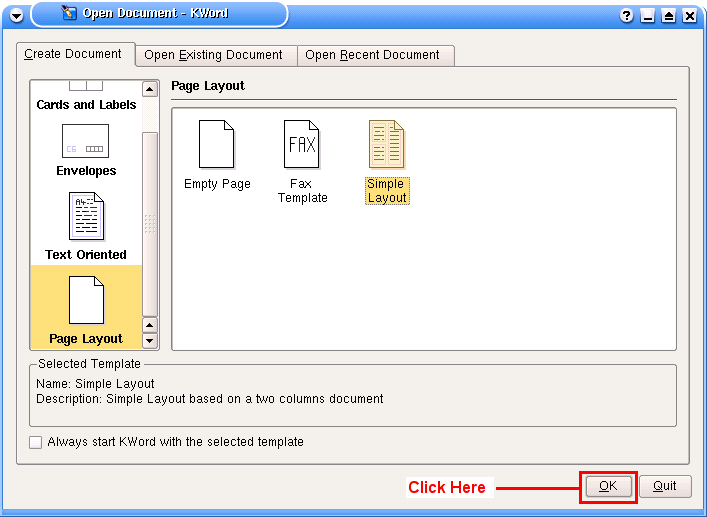 Open Document - KWord
?
Create Document
Open Existing Document
Open Recent Document
Cards and Labels
C6
Envelopes
Text Oriented
Page Layout
Page Layout
Empty Page
FAX
Fax
Template
Simple
Layout
Selected Template
Name: Simple Layout
Description: Simple Layout based on a two columns document
Always start KWord with the selected template
Click Here
OK
Quit